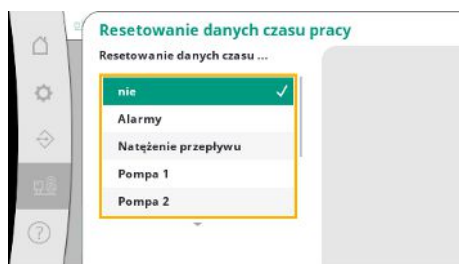 Resetowanie danych czasu pracy
Resetowanie danych czasu ...
nie
Alarmy
Natężenie przepływu
Pompa 1
Pompa 2